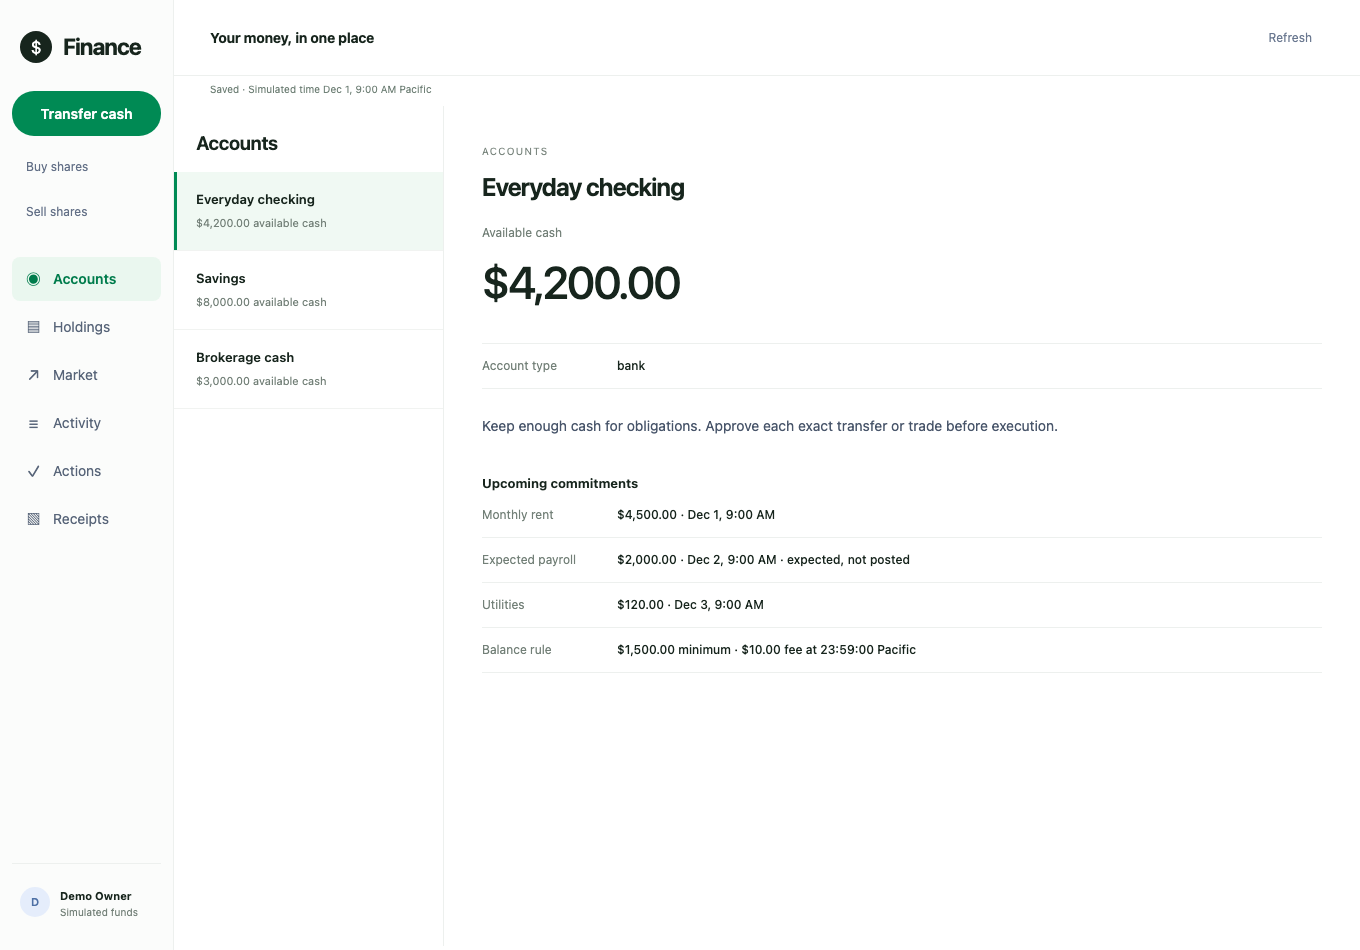 $ Finance
Transfer cash
Buy shares
Sell shares
Accounts
Holdings
Market
Activity
Actions
Receipts
D
Demo Owner
Simulated funds
Your money, in one place
Refresh
Saved · Simulated time Dec 1, 9:00 AM Pacific
Accounts
Everyday checking
$4,200.00 available cash
Savings
$8,000.00 available cash
Brokerage cash
$3,000.00 available cash
ACCOUNTS
Everyday checking
Available cash
$4,200.00
Account type bank
Keep enough cash for obligations. Approve each exact transfer or trade before execution.
Upcoming commitments
Monthly rent $4,500.00 · Dec 1, 9:00 AM
Expected payroll $2,000.00 · Dec 2, 9:00 AM · expected, not posted
Utilities $120.00 · Dec 3, 9:00 AM
Balance rule $1,500.00 minimum · $10.00 fee at 23:59:00 Pacific